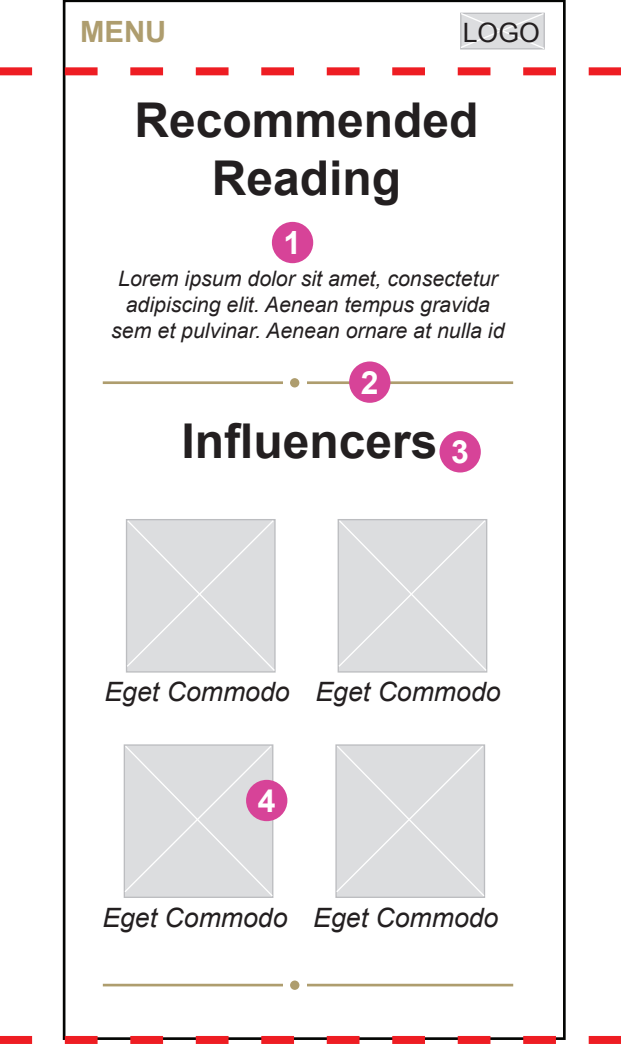 MENU LOGO
Recommended
Reading
1
Lorem ipsum dolor sit amet, consectetur
adipiscing elit. Aenean tempus gravida
sem et pulvinar. Aenean ornare at nulla id
2
Influencers 3
Eget Commodo Eget Commodo
4
Eget Commodo Eget Commodo